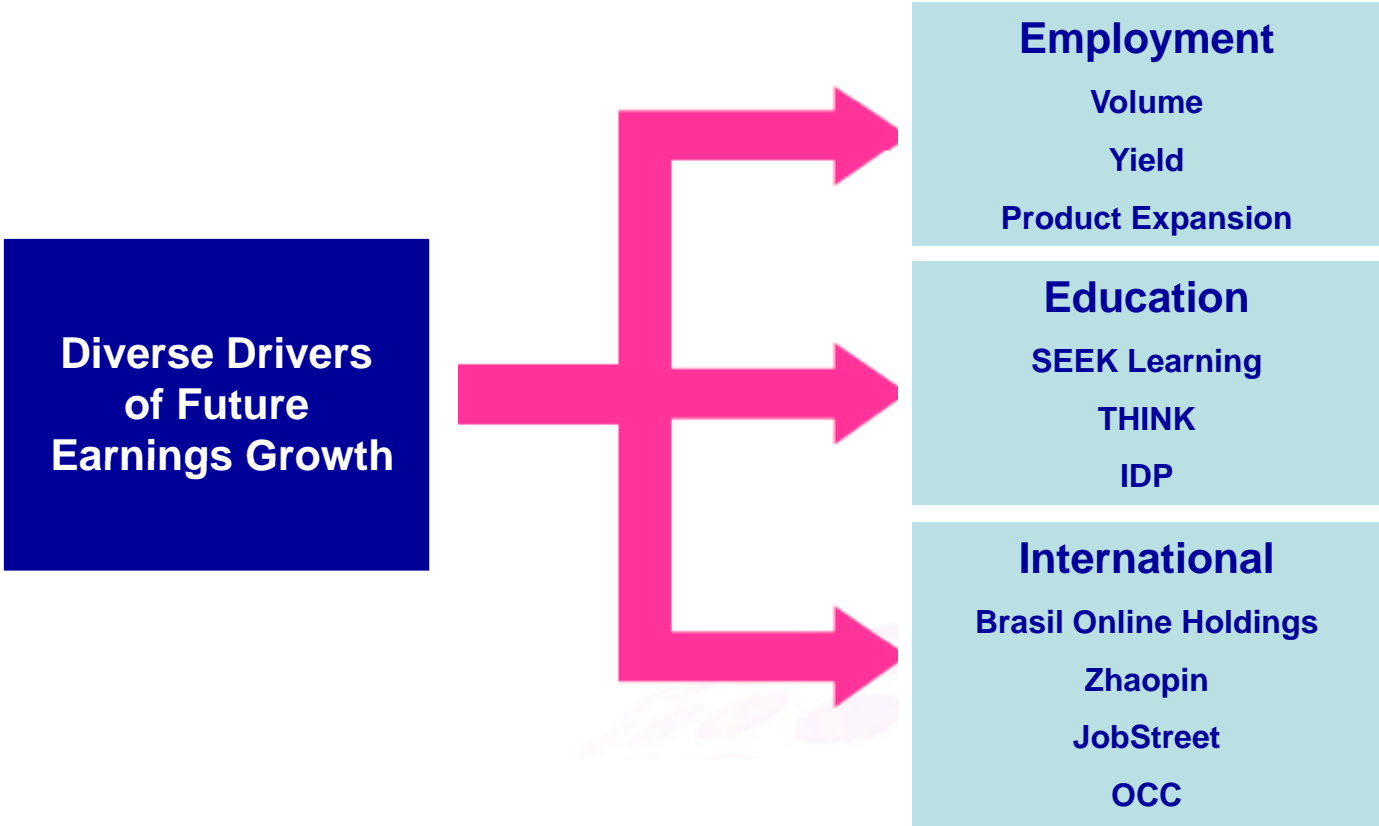 Diverse Drivers
of Future
Earnings Growth
Employment
Volume
Yield
Product Expansion
Education
SEEK Learning
THINK
IDP
International
Brasil Online Holdings
Zhaopin
JobStreet
OCC